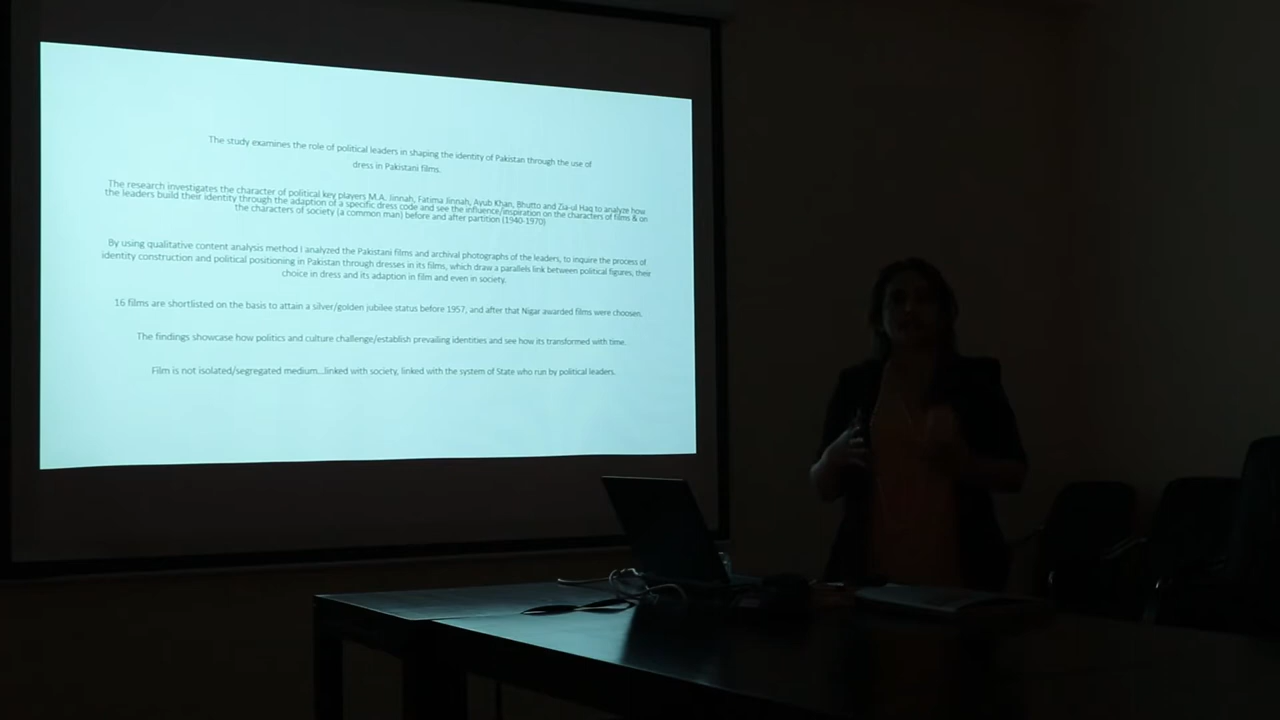 The study examines the role of political leaders in shaping the identity of Pakistan through the use of
dress in Pakistani films.
The research investigates the character of political key players M.A. Jinnah, Fatima Jinnah, Ayub Khan, Bhutto and Zia-ul Haq to analyze how
the leaders build their identity through the adaption of a specific dress code and see the influence/inspiration on the characters of films & on
the characters of society (a common man) before and after partition (1940-1970)
By using qualitative content analysis method I analyzed the Pakistani films and archival photographs of the leaders, to inquire the process of
identity construction and political positioning in Pakistan through dresses in its films, which draw a parallels link between political figures, their
choice in dress and its adaption in film and even in society.
16 films are shortlisted on the basis to attain a silver/golden jubilee status before 1957, and after that Nigar awarded films were choosen.
The findings showcase how politics and culture challenge/establish prevailing identities and see how its transformed with time.
Film is not isolated/segregated medium...linked with society, linked with the system of State who run by political leaders.